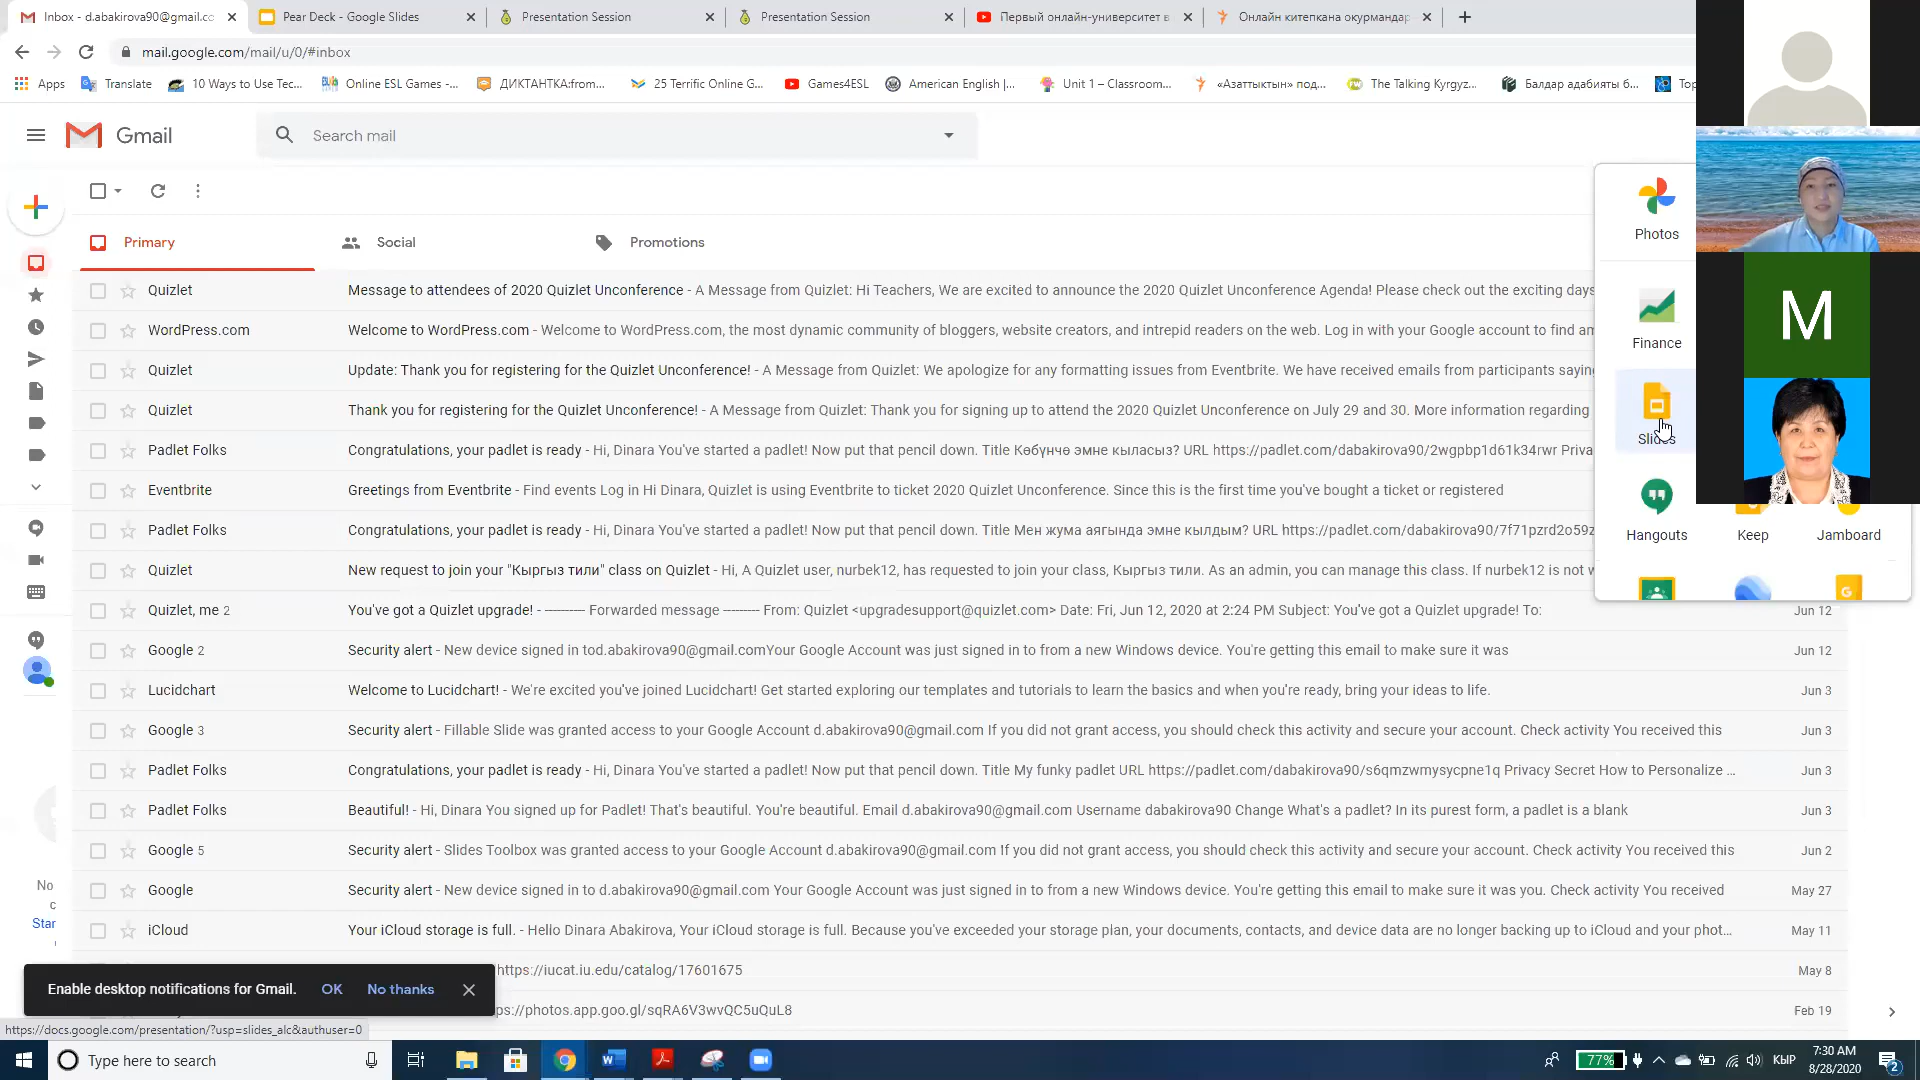 Inbox - d.abakirova90@gmail.co
Pear Deck - Google Slides
Presentation Session
Presentation Session
Первый онлайн-университет в
Онлайн китепкана окурмандар
mail.google.com/mail/u/0/#inbox
Apps
Translate
10 Ways to Use Tec...
Online ESL Games -...
ДИКТАНТКА:from...
25 Terrific Online G...
Games4ESL
American English |...
Unit 1 – Classroom...
«Азаттыктын» под...
The Talking Kyrgyz...
Балдар адабияты б...
Top
Gmail
Search mail
Primary
Social
Promotions
Quizlet
Message to attendees of 2020 Quizlet Unconference - A Message from Quizlet: Hi Teachers, We are excited to announce the 2020 Quizlet Unconference Agenda! Please check out the exciting days
WordPress.com
Welcome to WordPress.com - Welcome to WordPress.com, the most dynamic community of bloggers, website creators, and intrepid readers on the web. Log in with your Google account to find am
Quizlet
Update: Thank you for registering for the Quizlet Unconference! - A Message from Quizlet: We apologize for any formatting issues from Eventbrite. We have received emails from participants sayin
Quizlet
Thank you for registering for the Quizlet Unconference! - A Message from Quizlet: Thank you for signing up to attend the 2020 Quizlet Unconference on July 29 and 30. More information regarding
Padlet Folks
Congratulations, your padlet is ready - Hi, Dinara You've started a padlet! Now put that pencil down. Title Көбүнчө эмне кыласыз? URL https://padlet.com/dabakirova90/2wgpbp1d61k34rwr Priva
Eventbrite
Greetings from Eventbrite - Find events Log in Hi Dinara, Quizlet is using Eventbrite to ticket 2020 Quizlet Unconference. Since this is the first time you've bought a ticket or registered
Padlet Folks
Congratulations, your padlet is ready - Hi, Dinara You've started a padlet! Now put that pencil down. Title Мен жума аягында эмне кылдым? URL https://padlet.com/dabakirova90/7f71pzrd2o59z
Quizlet
New request to join your "Кыргыз тили" class on Quizlet - Hi, A Quizlet user, nurbek12, has requested to join your class, Кыргыз тили. As an admin, you can manage this class. If nurbek12 is not w
Quizlet, me 2
You've got a Quizlet upgrade! - ---------- Forwarded message --------- From: Quizlet <upgradesupport@quizlet.com> Date: Fri, Jun 12, 2020 at 2:24 PM Subject: You've got a Quizlet upgrade! To:
Jun 12
Google 2
Security alert - New device signed in tod.abakirova90@gmail.comYour Google Account was just signed in to from a new Windows device. You're getting this email to make sure it was
Jun 12
Lucidchart
Welcome to Lucidchart! - We're excited you've joined Lucidchart! Get started exploring our templates and tutorials to learn the basics and when you're ready, bring your ideas to life.
Jun 3
Google 3
Security alert - Fillable Slide was granted access to your Google Account d.abakirova90@gmail.com If you did not grant access, you should check this activity and secure your account. Check activity You received this
Jun 3
Padlet Folks
Congratulations, your padlet is ready - Hi, Dinara You've started a padlet! Now put that pencil down. Title My funky padlet URL https://padlet.com/dabakirova90/s6qmzwmysycpne1q Privacy Secret How to Personalize ...
Jun 3
Padlet Folks
Beautiful! - Hi, Dinara You signed up for Padlet! That's beautiful. You're beautiful. Email d.abakirova90@gmail.com Username dabakirova90 Change What's a padlet? In its purest form, a padlet is a blank
Jun 3
Google 5
Security alert - Slides Toolbox was granted access to your Google Account d.abakirova90@gmail.com If you did not grant access, you should check this activity and secure your account. Check activity You received this
Jun 2
Google
Security alert - New device signed in to d.abakirova90@gmail.com Your Google Account was just signed in to from a new Windows device. You're getting this email to make sure it was you. Check activity You received
May 27
iCloud
Your iCloud storage is full. - Hello Dinara Abakirova, Your iCloud storage is full. Because you've exceeded your storage plan, your documents, contacts, and device data are no longer backing up to iCloud and your phot...
May 11
https://iucat.iu.edu/catalog/17601675
May 8
ps://photos.app.goo.gl/sqRA6V3wvQC5uQuL8
Feb 19
Photos
Finance
Slides
Hangouts
Keep
Jamboard
M
No
c
Star
Enable desktop notifications for Gmail.
OK
No thanks
https://docs.google.com/presentation/?usp=slides_alc&authuser=0
Type here to search
77%
КЫР
7:30 AM
8/28/2020
2